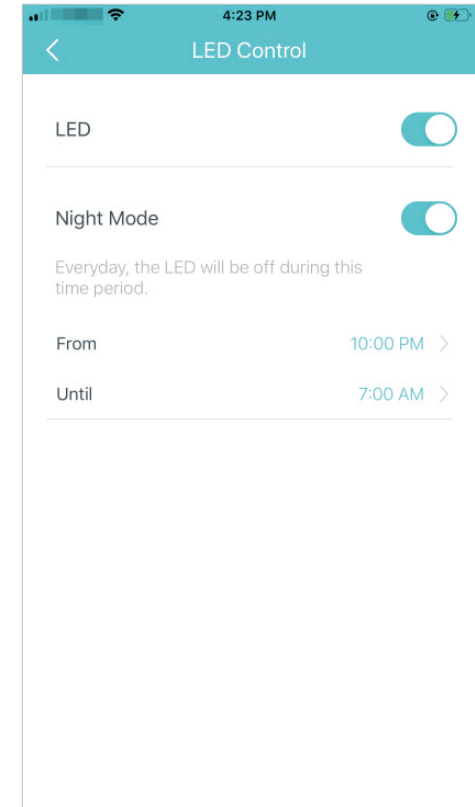 4:23 PM
LED Control
LED
Night Mode
Everyday, the LED will be off during this
time period.
From 10:00 PM
Until 7:00 AM